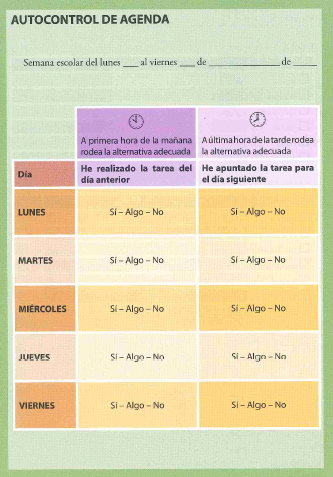 AUTOCONTROL DE AGENDA
Semana escolar del lunes ___ al viernes ___ de ___________ de ____
A primera hora de la mañana
rodea la alternativa adecuada
A última hora de la tarde rodea
la alternativa adecuada
Día
He realizado la tarea del
día anterior
He apuntado la tarea para
el día siguiente
LUNES
Sí – Algo – No
Sí – Algo – No
MARTES
Sí – Algo – No
Sí – Algo – No
MIÉRCOLES
Sí – Algo – No
Sí – Algo – No
JUEVES
Sí – Algo – No
Sí – Algo – No
VIERNES
Sí – Algo – No
Sí – Algo – No